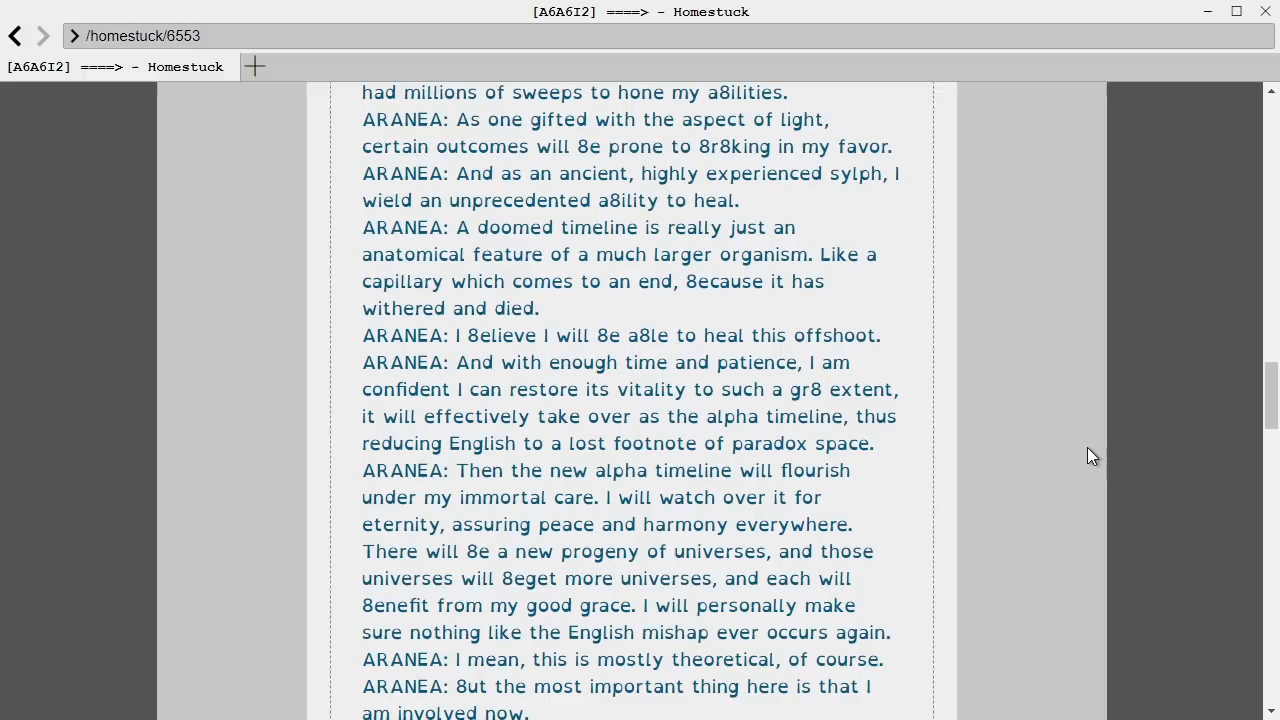 [A6A6I2] ====> - Homestuck
/homestuck/6553
[A6A6I2] ====> - Homestuck
had millions of sweeps to hone my a8ilities.
ARANEA: As one gifted with the aspect of light,
certain outcomes will 8e prone to 8r8king in my favor.
ARANEA: And as an ancient, highly experienced sylph, I
wield an unprecedented a8ility to heal.
ARANEA: A doomed timeline is really just an
anatomical feature of a much larger organism. Like a
capillary which comes to an end, 8ecause it has
withered and died.
ARANEA: I 8elieve I will 8e a8le to heal this offshoot.
ARANEA: And with enough time and patience, I am
confident I can restore its vitality to such a gr8 extent,
it will effectively take over as the alpha timeline, thus
reducing English to a lost footnote of paradox space.
ARANEA: Then the new alpha timeline will flourish
under my immortal care. I will watch over it for
eternity, assuring peace and harmony everywhere.
There will 8e a new progeny of universes, and those
universes will 8eget more universes, and each will
8enefit from my good grace. I will personally make
sure nothing like the English mishap ever occurs again.
ARANEA: I mean, this is mostly theoretical, of course.
ARANEA: 8ut the most important thing here is that I
am involved now.